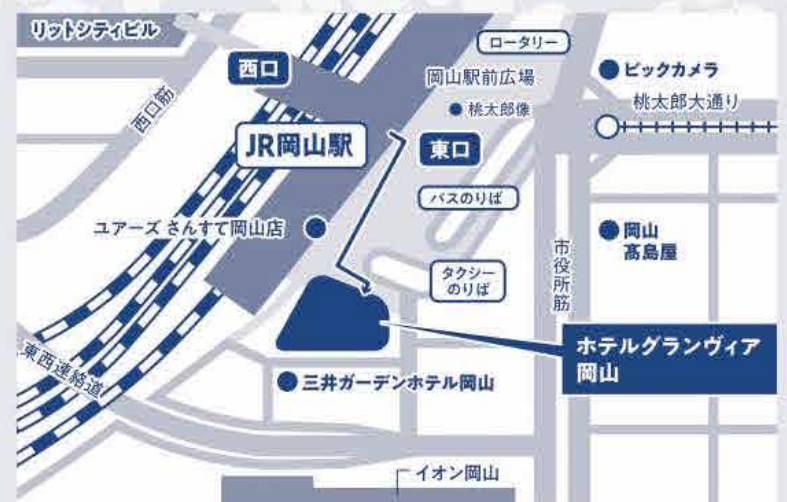 リットシティビル
西口
西口筋
ロータリー
岡山駅前広場
桃太郎像
ビックカメラ
桃太郎大通り
JR岡山駅
東口
バスのりば
ユアーズ さんすて岡山店
タクシー
のりば
市役所筋
岡山
髙島屋
ホテルグランヴィア
岡山
東西連絡道
三井ガーデンホテル岡山
イオン岡山